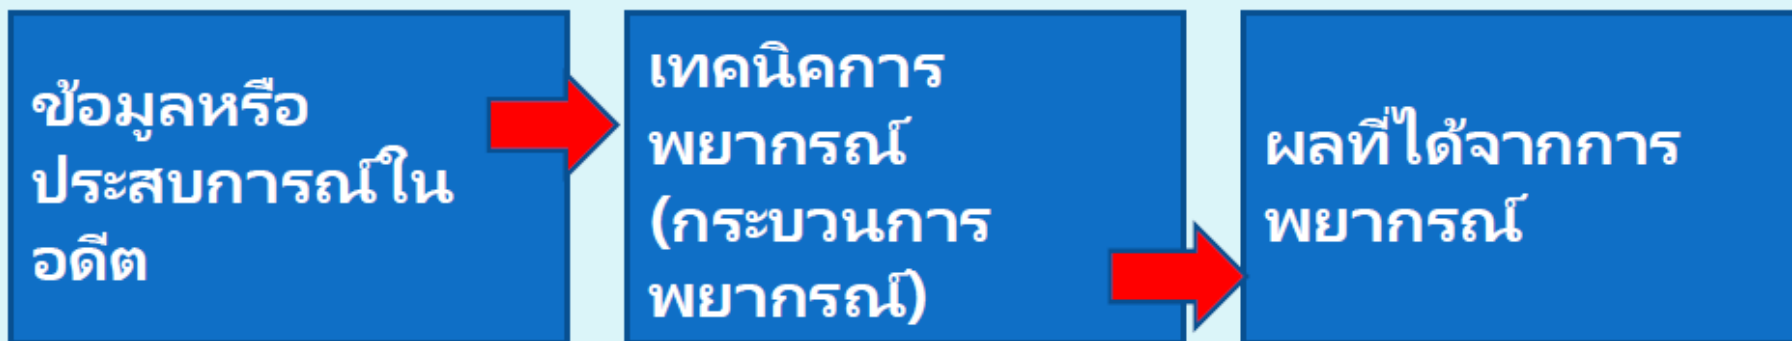 ข้อมูลหรือ
ประสบการณ์ใน
อดีต
เทคนิคการ
พยากรณ์
(กระบวนการ
พยากรณ์)
ผลที่ได้จากการ
พยากรณ์